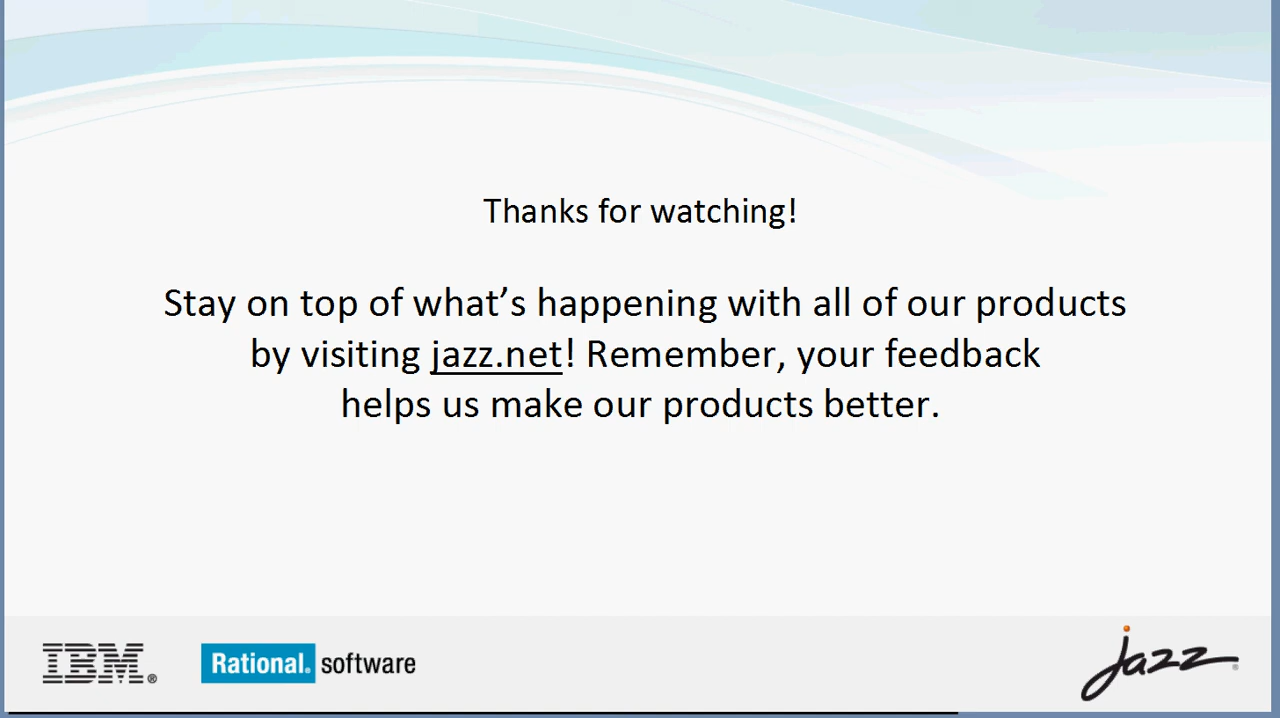 Thanks for watching!
Stay on top of what’s happening with all of our products
by visiting jazz.net! Remember, your feedback
helps us make our products better.
IBM®
Rational. software
jazz®